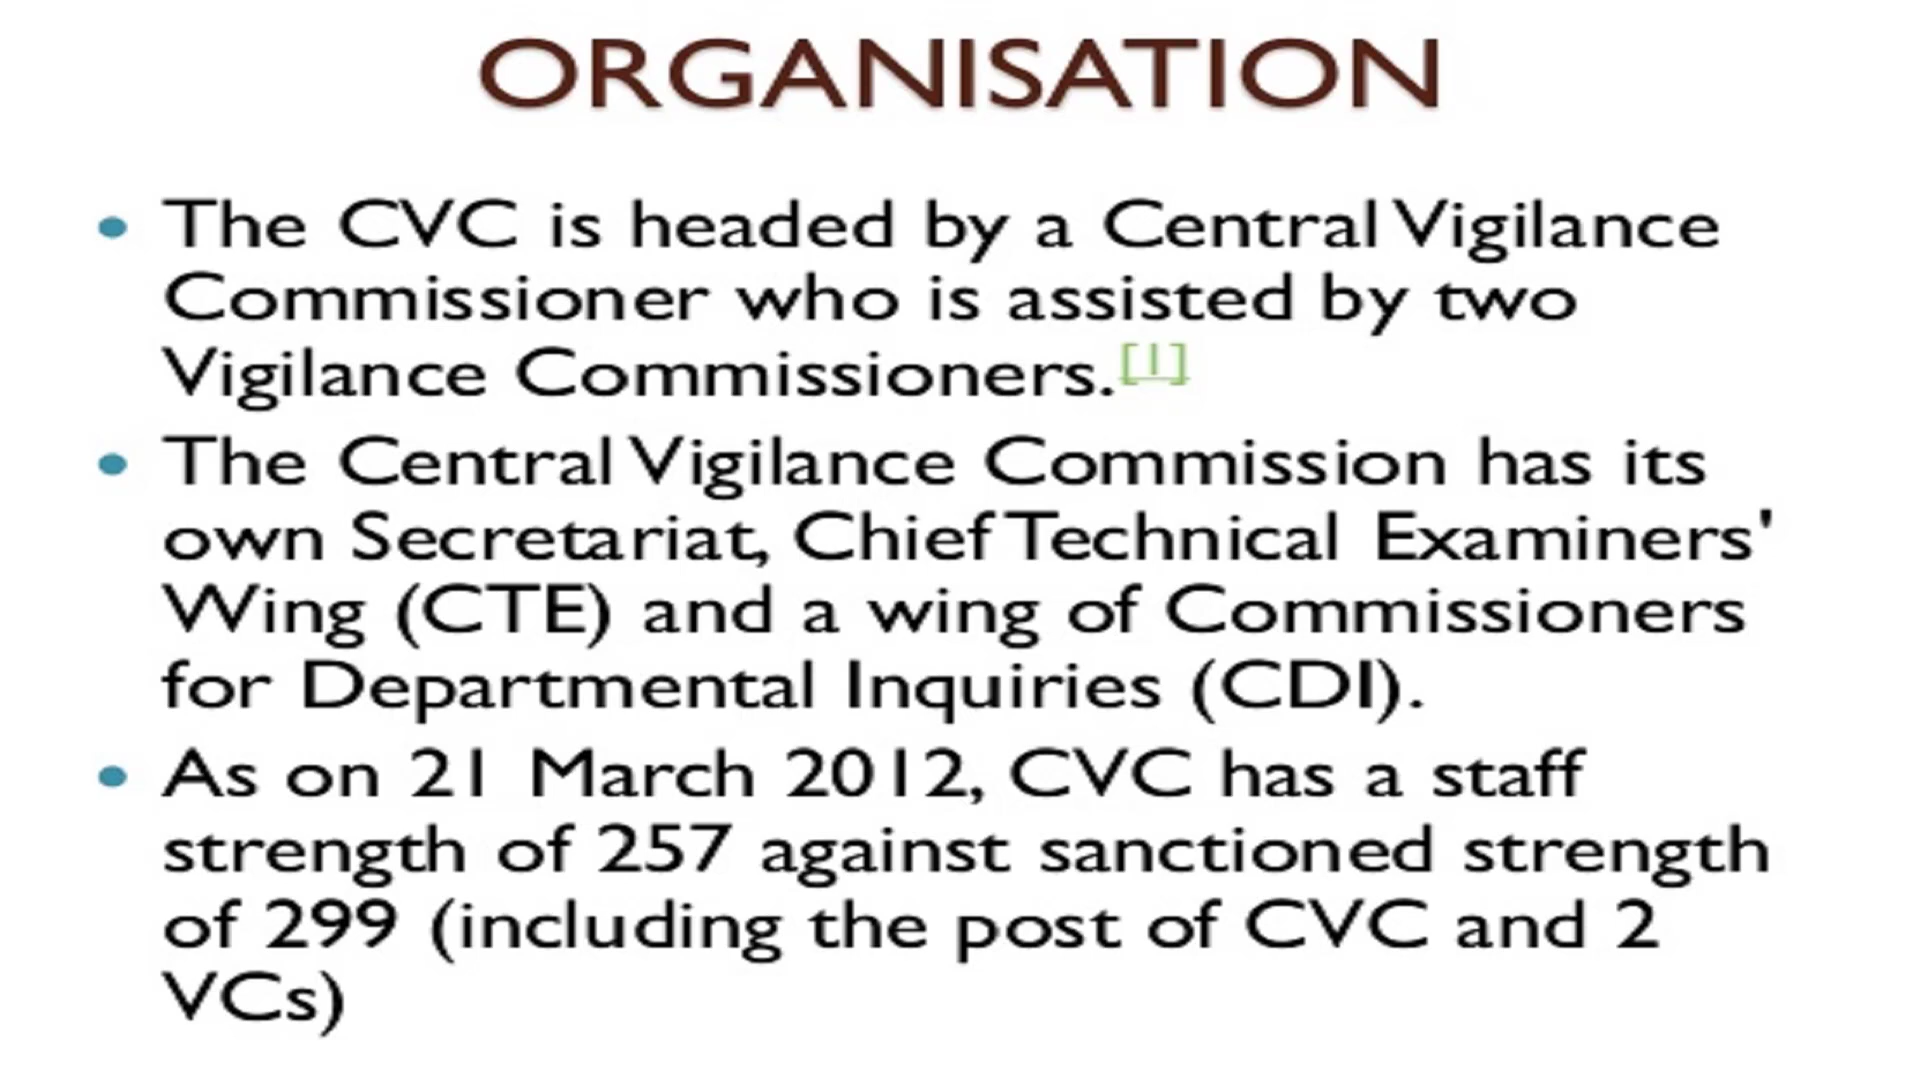 ORGANISATION
• The CVC is headed by a Central Vigilance
Commissioner who is assisted by two
Vigilance Commissioners.[1]
• The Central Vigilance Commission has its
own Secretariat, Chief Technical Examiners'
Wing (CTE) and a wing of Commissioners
for Departmental Inquiries (CDI).
• As on 21 March 2012, CVC has a staff
strength of 257 against sanctioned strength
of 299 (including the post of CVC and 2
VCs)